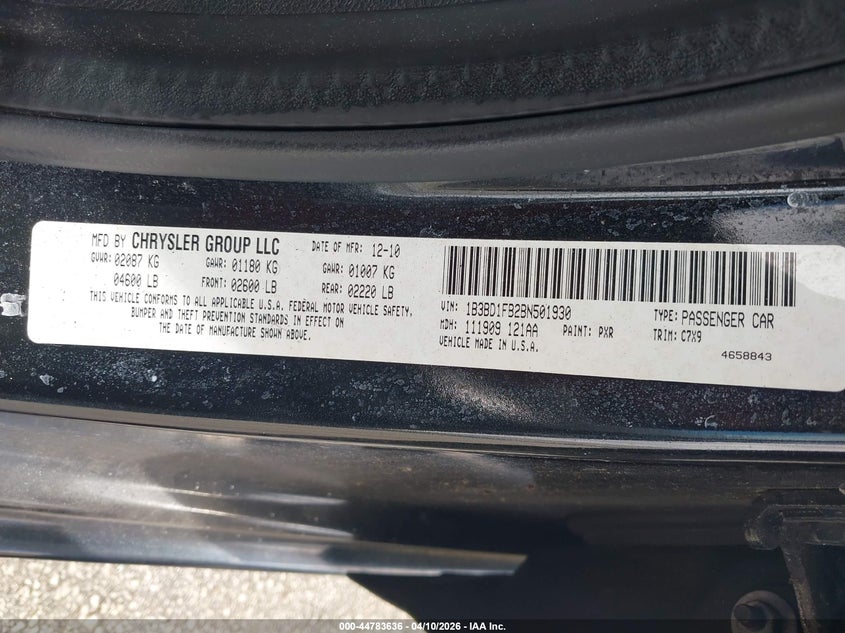 MFD BY CHRYSLER GROUP LLC DATE OF MFR: 12-10
GVWR: 02087 KG GAWR: 01180 KG GAWR: 01007 KG
04600 LB FRONT: 02600 LB REAR: 02220 LB
THIS VEHICLE CONFORMS TO ALL APPLICABLE U.S.A. FEDERAL MOTOR VEHICLE SAFETY,
BUMPER AND THEFT PREVENTION STANDARDS IN EFFECT ON
THE DATE OF MANUFACTURE SHOWN ABOVE.
VIN: 1B3BD1FB2BN501930 TYPE: PASSENGER CAR
MDH: 111909 121AA PAINT: PXR TRIM: C7X9
VEHICLE MADE IN U.S.A.
4658843
000-44783636 - 04/10/2026 - IAA Inc.